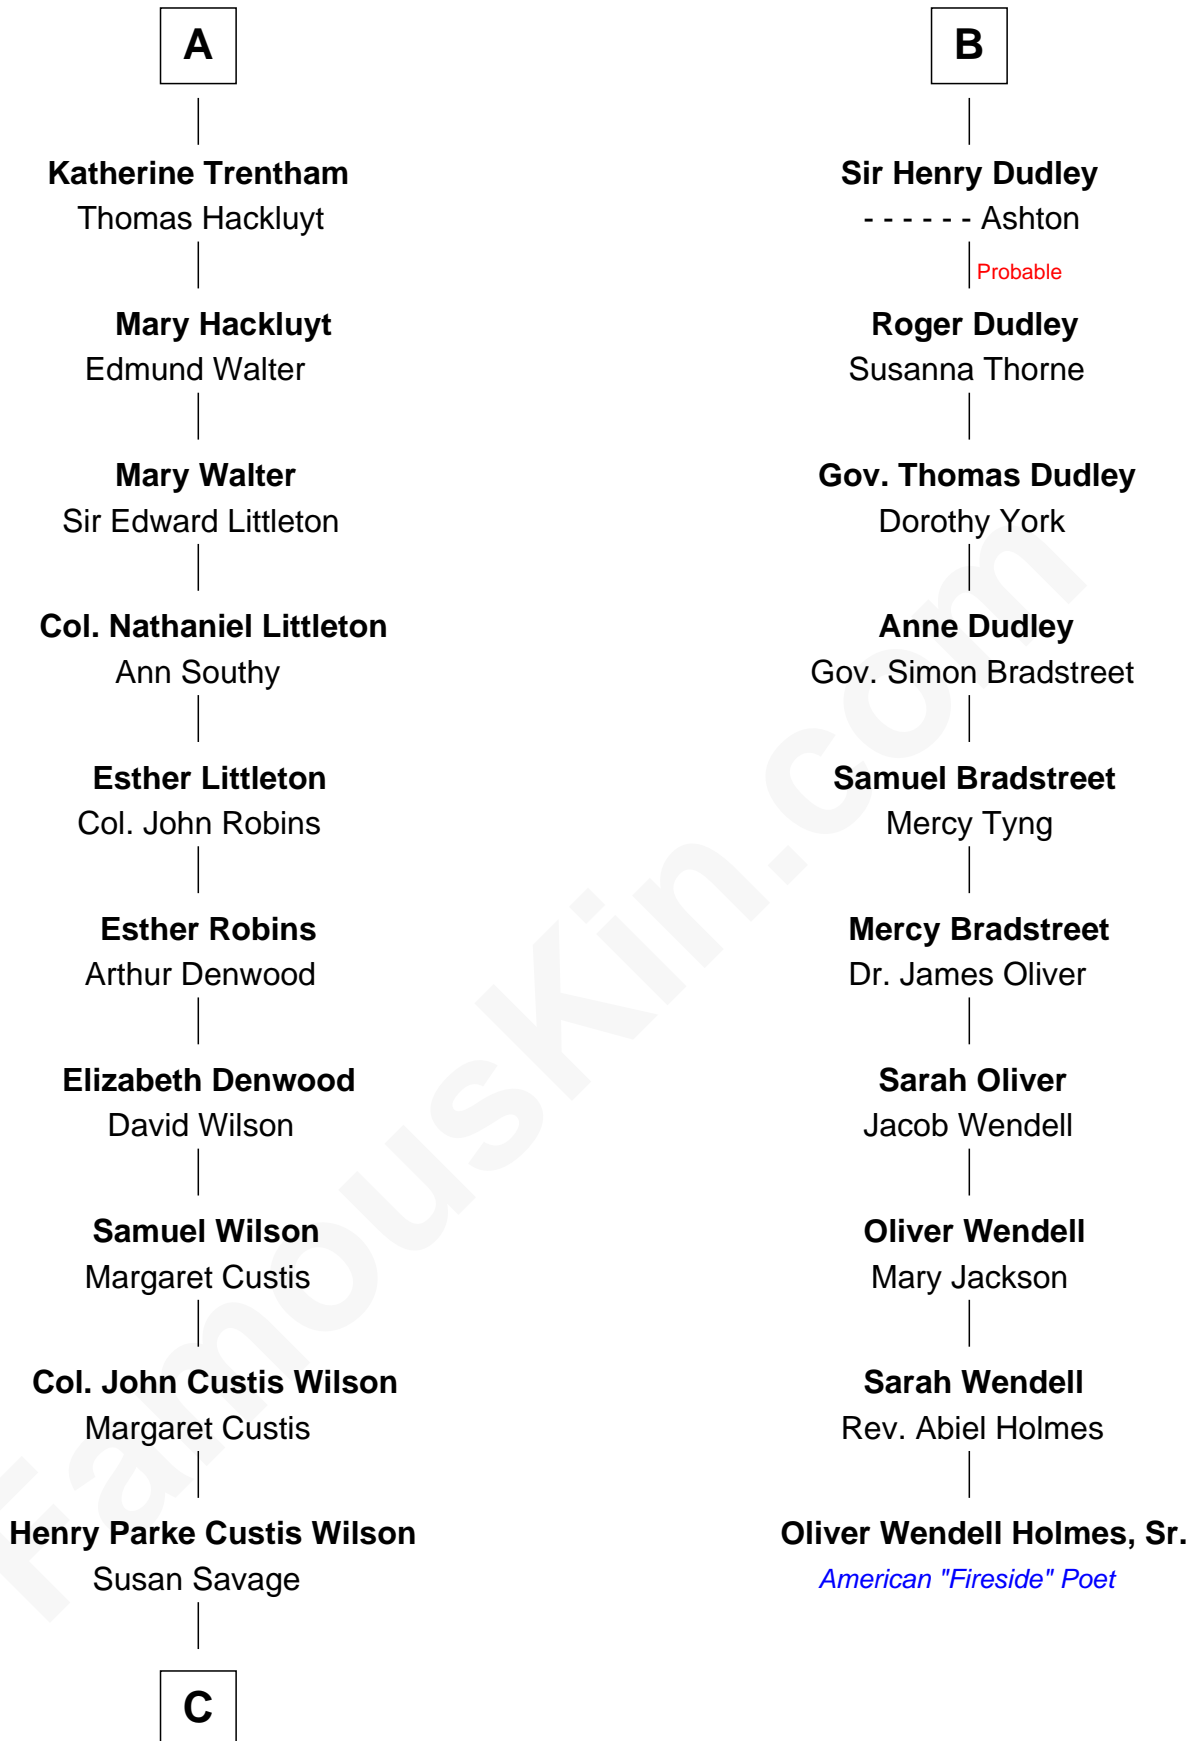 A
Katherine Trentham
Thomas Hackluyt
Mary Hackluyt
Edmund Walter
Mary Walter
Sir Edward Littleton
Col. Nathaniel Littleton
Ann Southy
Esther Littleton
Col. John Robins
Esther Robins
Arthur Denwood
Elizabeth Denwood
David Wilson
Samuel Wilson
Margaret Custis
Col. John Custis Wilson
Margaret Custis
Henry Parke Custis Wilson
Susan Savage
C
B
Sir Henry Dudley
- - - - - - Ashton
Probable
Roger Dudley
Susanna Thorne
Gov. Thomas Dudley
Dorothy York
Anne Dudley
Gov. Simon Bradstreet
Samuel Bradstreet
Mercy Tyng
Mercy Bradstreet
Dr. James Oliver
Sarah Oliver
Jacob Wendell
Oliver Wendell
Mary Jackson
Sarah Wendell
Rev. Abiel Holmes
Oliver Wendell Holmes, Sr.
American "Fireside" Poet
FamousKin.com